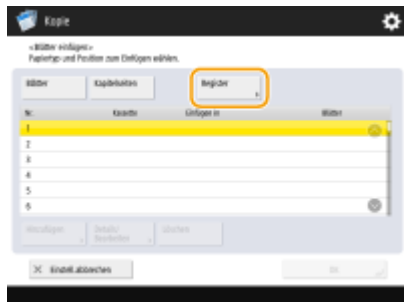 Kopie
<Blätter einfügen>
Papiertyp und Position zum Einfügen wählen.
Blätter
Kapitelseiten
Register
Nr.
Kassette
Einfügen in
Blätter
1
2
3
4
5
6
Hinzufügen
Details/
Bearbeiten
Löschen
Einstell. abbrechen
OK